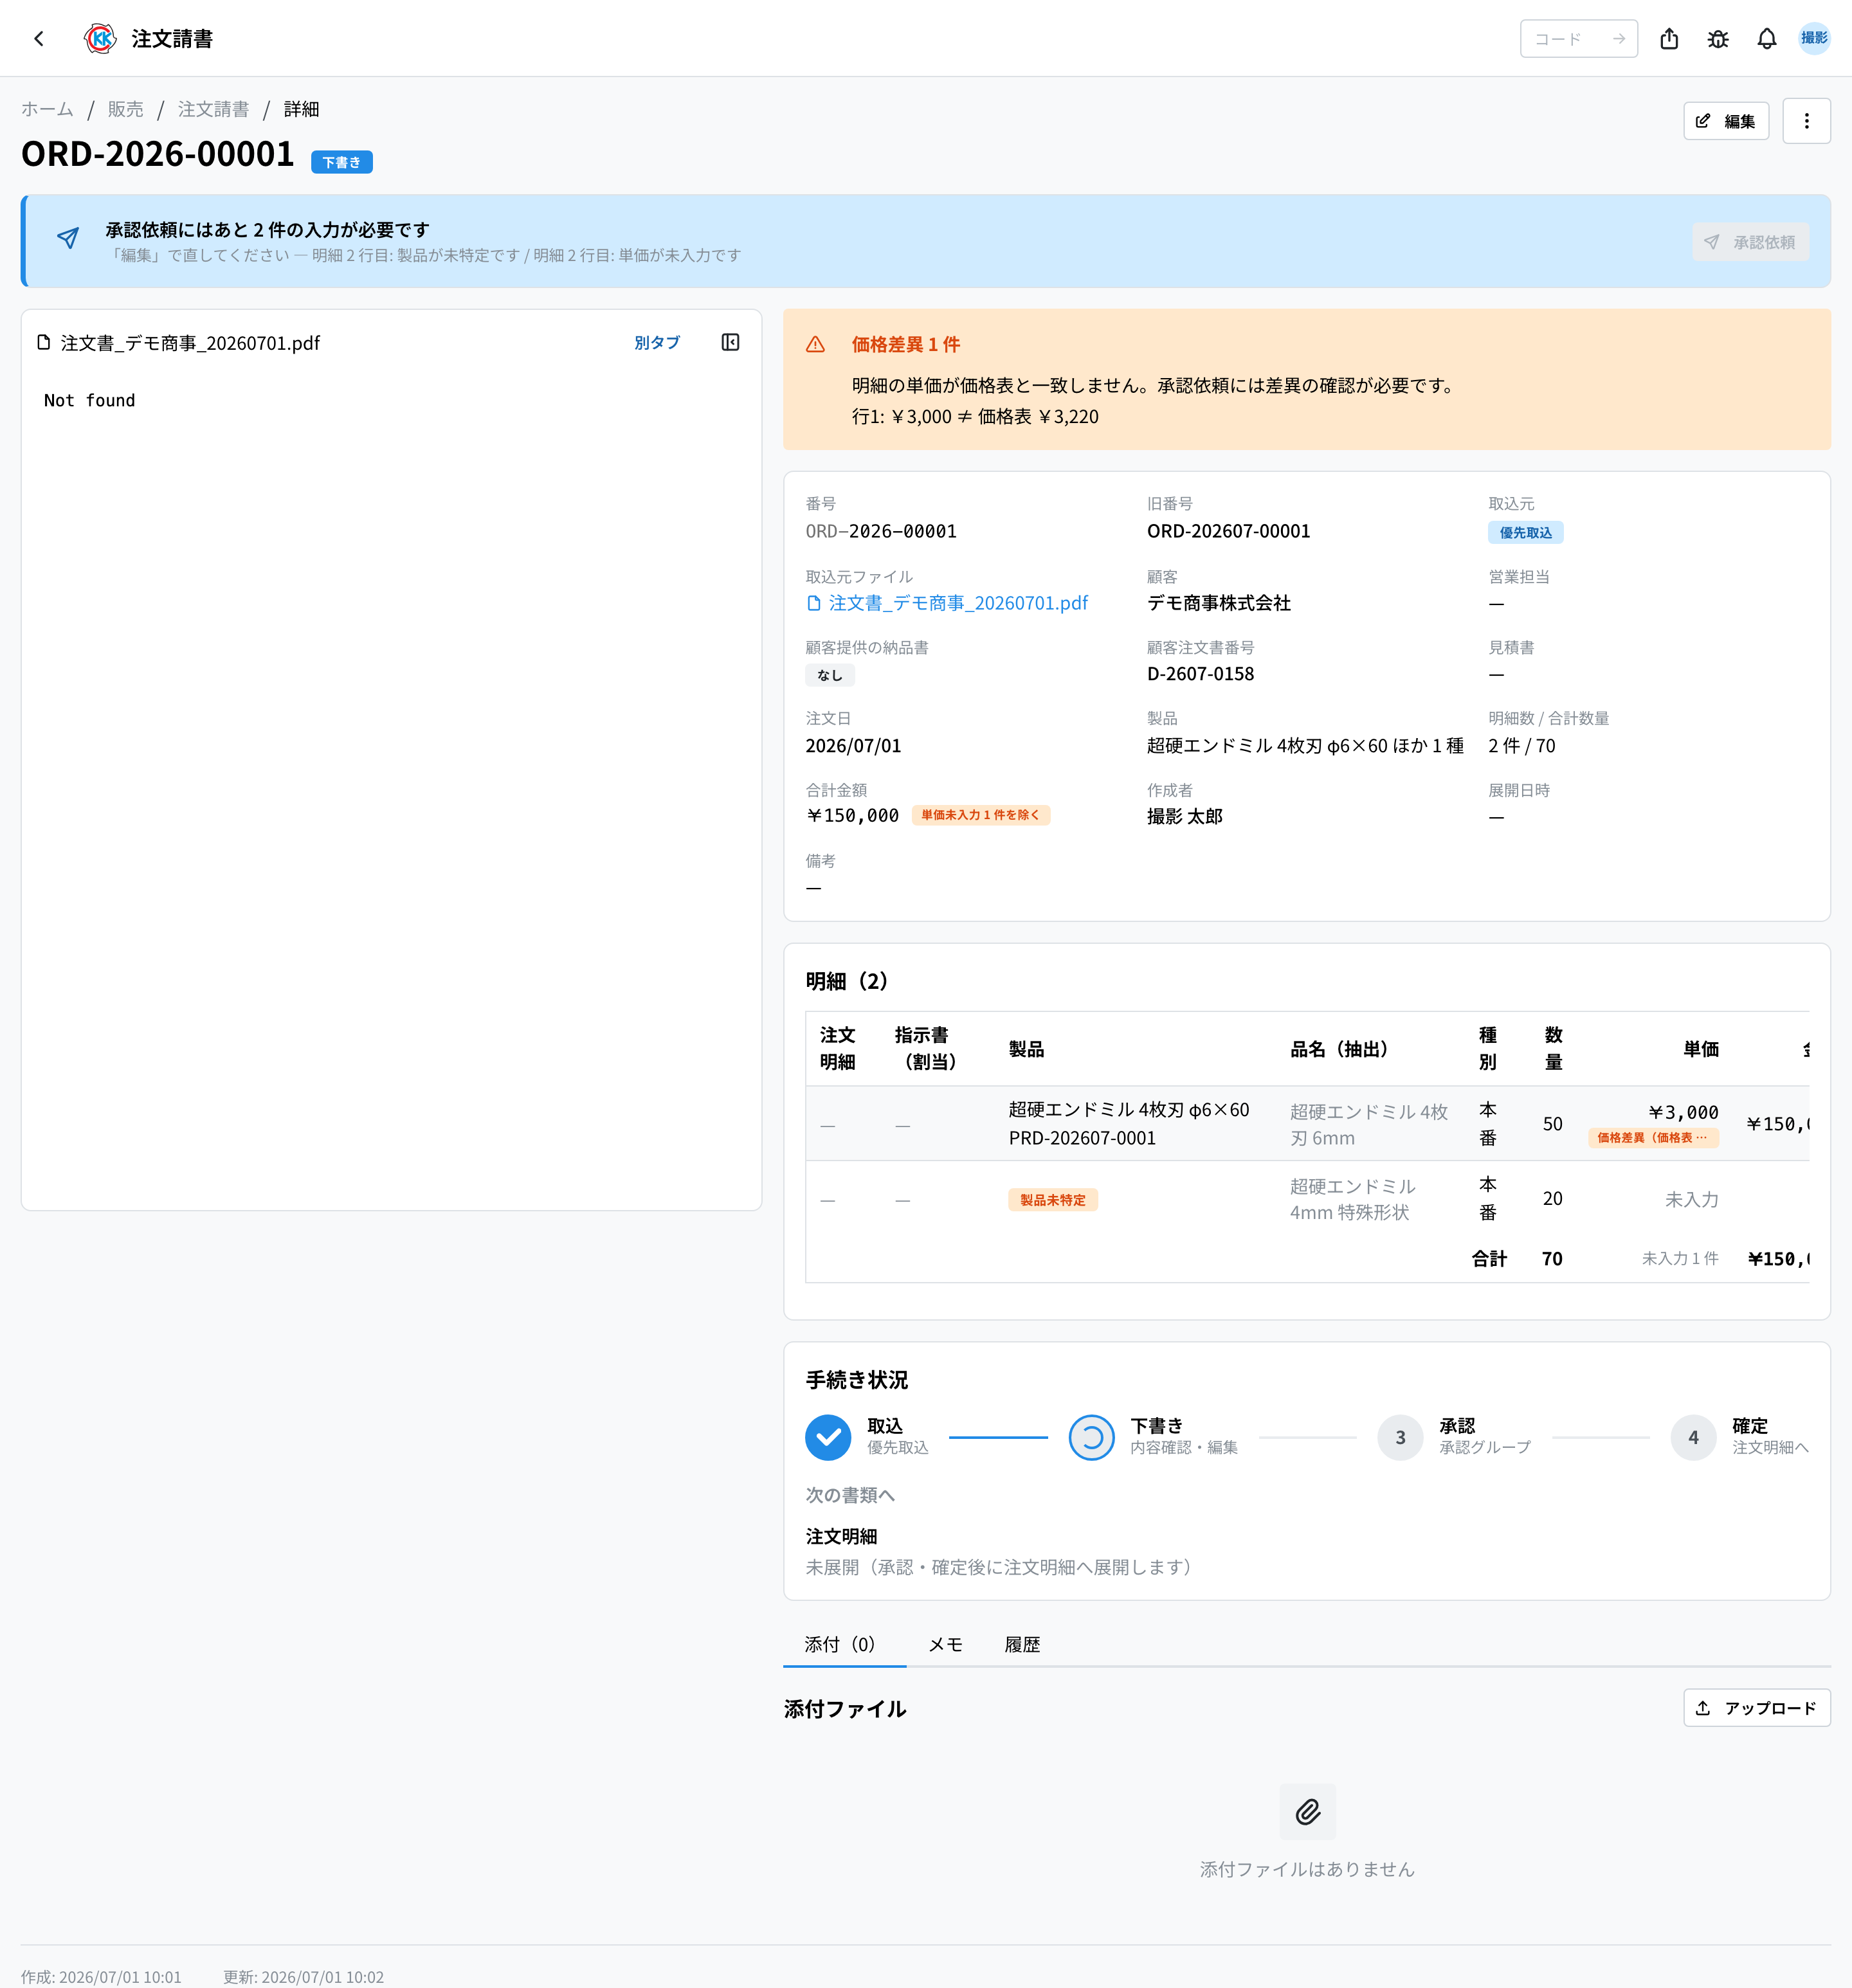 注文請書
コード
撮影
ホーム / 販売 / 注文請書 / 詳細
編集
ORD-2026-00001 下書き
承認依頼にはあと 2 件の入力が必要です
「編集」で直してください — 明細 2 行目: 製品が未特定です / 明細 2 行目: 単価が未入力です
承認依頼
注文書_デモ商事_20260701.pdf 別タブ
Not found
価格差異 1 件
明細の単価が価格表と一致しません。承認依頼には差異の確認が必要です。
行1: ￥3,000 ≠ 価格表 ￥3,220
番号 旧番号 取込元
ORD-2026-00001 ORD-202607-00001 優先取込
取込元ファイル 顧客 営業担当
注文書_デモ商事_20260701.pdf デモ商事株式会社 —
顧客提供の納品書 顧客注文書番号 見積書
なし D-2607-0158 —
注文日 製品 明細数 / 合計数量
2026/07/01 超硬エンドミル 4枚刃 φ6×60 ほか 1 種 2 件 / 70
合計金額 作成者 展開日時
￥150,000 単価未入力 1 件を除く 撮影 太郎 —
備考
—
明細（2）
注文 指示書 種 数
製品 品名（抽出） 単価
明細 （割当） 別 量
超硬エンドミル 4枚刃 φ6×60 超硬エンドミル 4枚 本 ￥3,000
— — 50 ￥150,
PRD-202607-0001 刃 6mm 番 価格差異（価格表 …
超硬エンドミル 本
— — 製品未特定 20 未入力
4mm 特殊形状 番
合計 70 未入力 1 件 ￥150,
手続き状況
取込 下書き 3 承認 4 確定
優先取込 内容確認・編集 承認グループ 注文明細へ
次の書類へ
注文明細
未展開（承認・確定後に注文明細へ展開します）
添付（0） メモ 履歴
添付ファイル アップロード
添付ファイルはありません
作成: 2026/07/01 10:01 更新: 2026/07/01 10:02